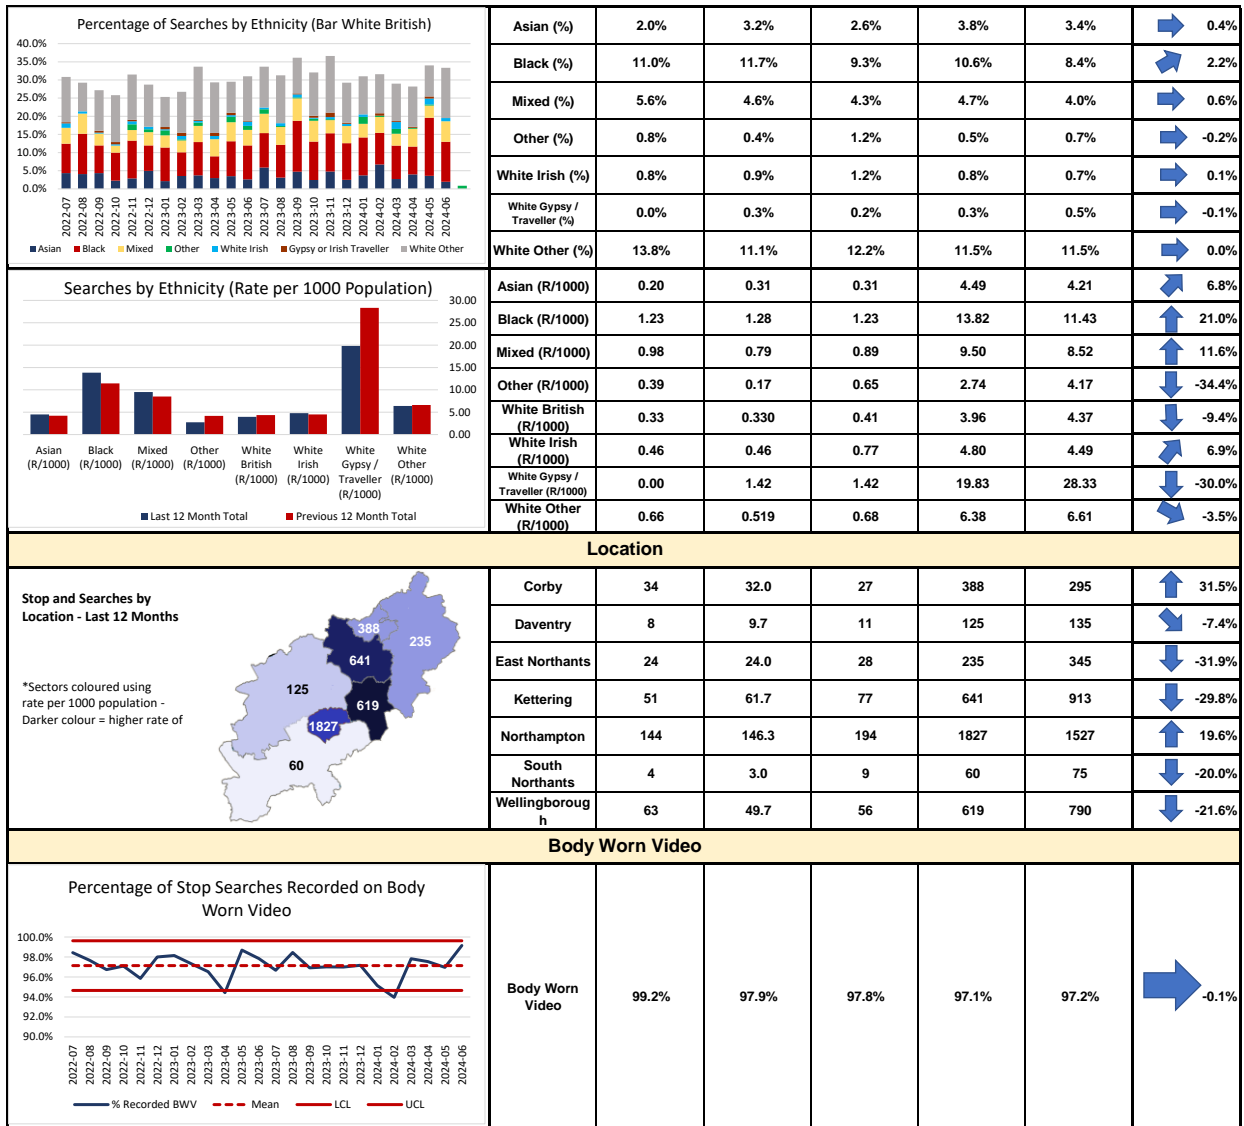 Percentage of Searches by Ethnicity (Bar White British)
40.0%
35.0%
30.0%
25.0%
20.0%
15.0%
10.0%
5.0%
0.0%
2022-07 2022-08 2022-09 2022-10 2022-11 2022-12 2023-01 2023-02 2023-03 2023-04 2023-05 2023-06 2023-07 2023-08 2023-09 2023-10 2023-11 2023-12 2024-01 2024-02 2024-03 2024-04 2024-05 2024-06
Asian Black Mixed Other White Irish Gypsy or Irish Traveller White Other
Asian (%) 2.0% 3.2% 2.6% 3.8% 3.4% 0.4%
Black (%) 11.0% 11.7% 9.3% 10.6% 8.4% 2.2%
Mixed (%) 5.6% 4.6% 4.3% 4.7% 4.0% 0.6%
Other (%) 0.8% 0.4% 1.2% 0.5% 0.7% -0.2%
White Irish (%) 0.8% 0.9% 1.2% 0.8% 0.7% 0.1%
White Gypsy /
Traveller (%) 0.0% 0.3% 0.2% 0.3% 0.5% -0.1%
White Other (%) 13.8% 11.1% 12.2% 11.5% 11.5% 0.0%
Searches by Ethnicity (Rate per 1000 Population)
30.00
25.00
20.00
15.00
10.00
5.00
0.00
Asian Black Mixed Other White White White White
(R/1000) (R/1000) (R/1000) (R/1000) British Irish Gypsy / Other
(R/1000) (R/1000) Traveller (R/1000)
(R/1000)
Last 12 Month Total Previous 12 Month Total
Asian (R/1000) 0.20 0.31 0.31 4.49 4.21 6.8%
Black (R/1000) 1.23 1.28 1.23 13.82 11.43 21.0%
Mixed (R/1000) 0.98 0.79 0.89 9.50 8.52 11.6%
Other (R/1000) 0.39 0.17 0.65 2.74 4.17 -34.4%
White British
(R/1000) 0.33 0.330 0.41 3.96 4.37 -9.4%
White Irish
(R/1000) 0.46 0.46 0.77 4.80 4.49 6.9%
White Gypsy /
Traveller (R/1000) 0.00 1.42 1.42 19.83 28.33 -30.0%
White Other
(R/1000) 0.66 0.519 0.68 6.38 6.61 -3.5%
Location
Stop and Searches by
Location - Last 12 Months
*Sectors coloured using
rate per 1000 population -
Darker colour = higher rate of
388
235
641
125
619
1827
60
Corby 34 32.0 27 388 295 31.5%
Daventry 8 9.7 11 125 135 -7.4%
East Northants 24 24.0 28 235 345 -31.9%
Kettering 51 61.7 77 641 913 -29.8%
Northampton 144 146.3 194 1827 1527 19.6%
South
Northants 4 3.0 9 60 75 -20.0%
Wellingboroug
h 63 49.7 56 619 790 -21.6%
Body Worn Video
Percentage of Stop Searches Recorded on Body
Worn Video
100.0%
98.0%
96.0%
94.0%
92.0%
90.0%
2022-07 2022-08 2022-09 2022-10 2022-11 2022-12 2023-01 2023-02 2023-03 2023-04 2023-05 2023-06 2023-07 2023-08 2023-09 2023-10 2023-11 2023-12 2024-01 2024-02 2024-03 2024-04 2024-05 2024-06
% Recorded BWV Mean LCL UCL
Body Worn
Video 99.2% 97.9% 97.8% 97.1% 97.2% -0.1%